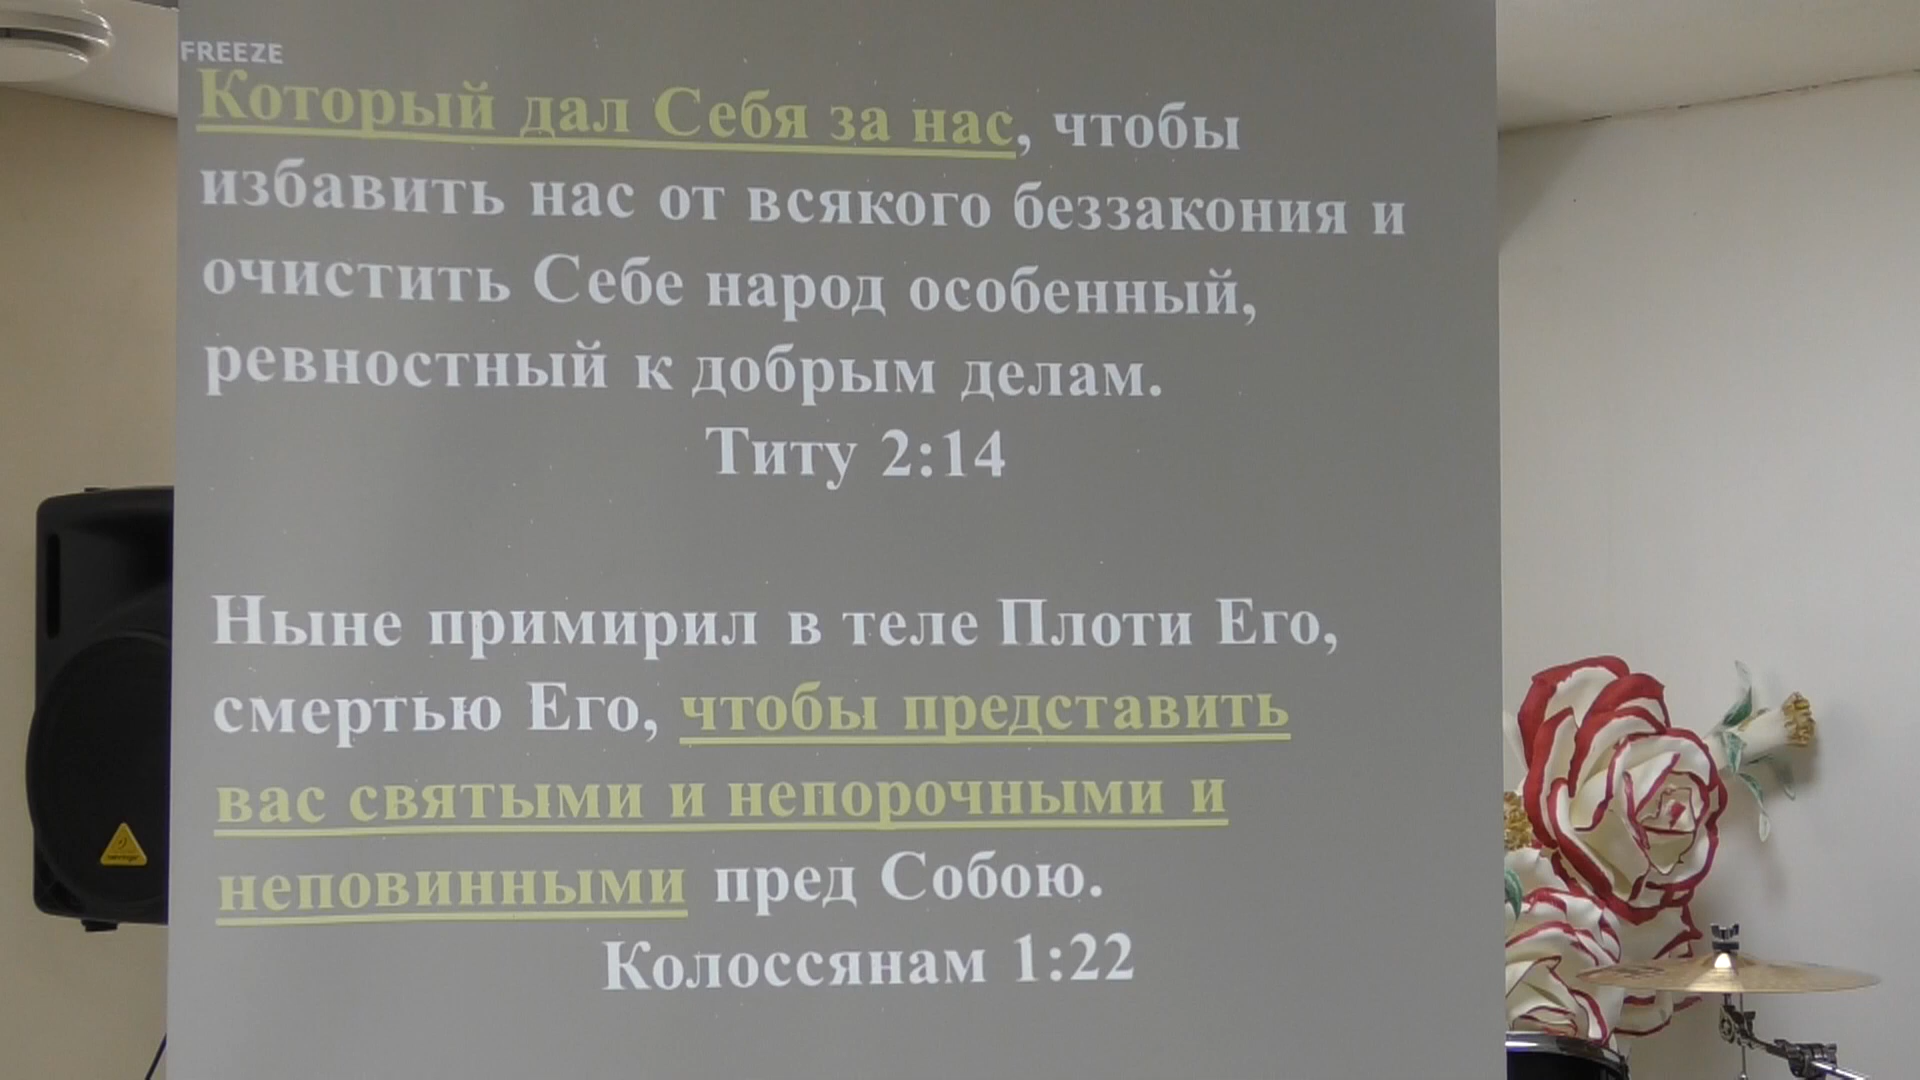 FREEZE
Который дал Себя за нас, чтобы
избавить нас от всякого беззакония и
очистить Себе народ особенный,
ревностный к добрым делам.
Титу 2:14
Ныне примирил в теле Плоти Его,
смертью Его, чтобы представить
вас святыми и непорочными и
неповинными пред Собою.
Колоссянам 1:22
behringer